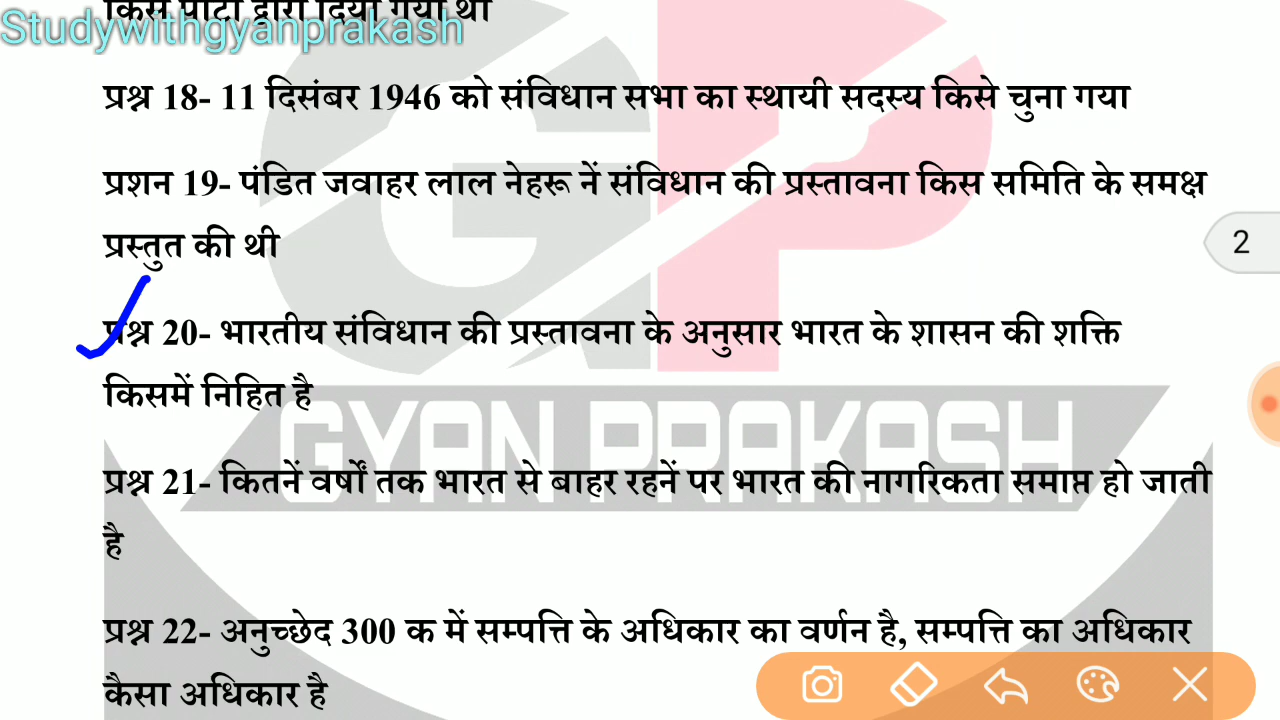 किस पार्टी द्वारा दिया गया था
Studywithgyanprakash
प्रश्न 18- 11 दिसंबर 1946 को संविधान सभा का स्थायी सदस्य किसे चुना गया
प्रशन 19- पंडित जवाहर लाल नेहरू नें संविधान की प्रस्तावना किस समिति के समक्ष
प्रस्तुत की थी
2
प्रश्न 20- भारतीय संविधान की प्रस्तावना के अनुसार भारत के शासन की शक्ति
किसमें निहित है
GYAN PRAKASH
प्रश्न 21- कितनें वर्षों तक भारत से बाहर रहनें पर भारत की नागरिकता समाप्त हो जाती
है
प्रश्न 22- अनुच्छेद 300 क में सम्पत्ति के अधिकार का वर्णन है, सम्पत्ति का अधिकार
कैसा अधिकार है